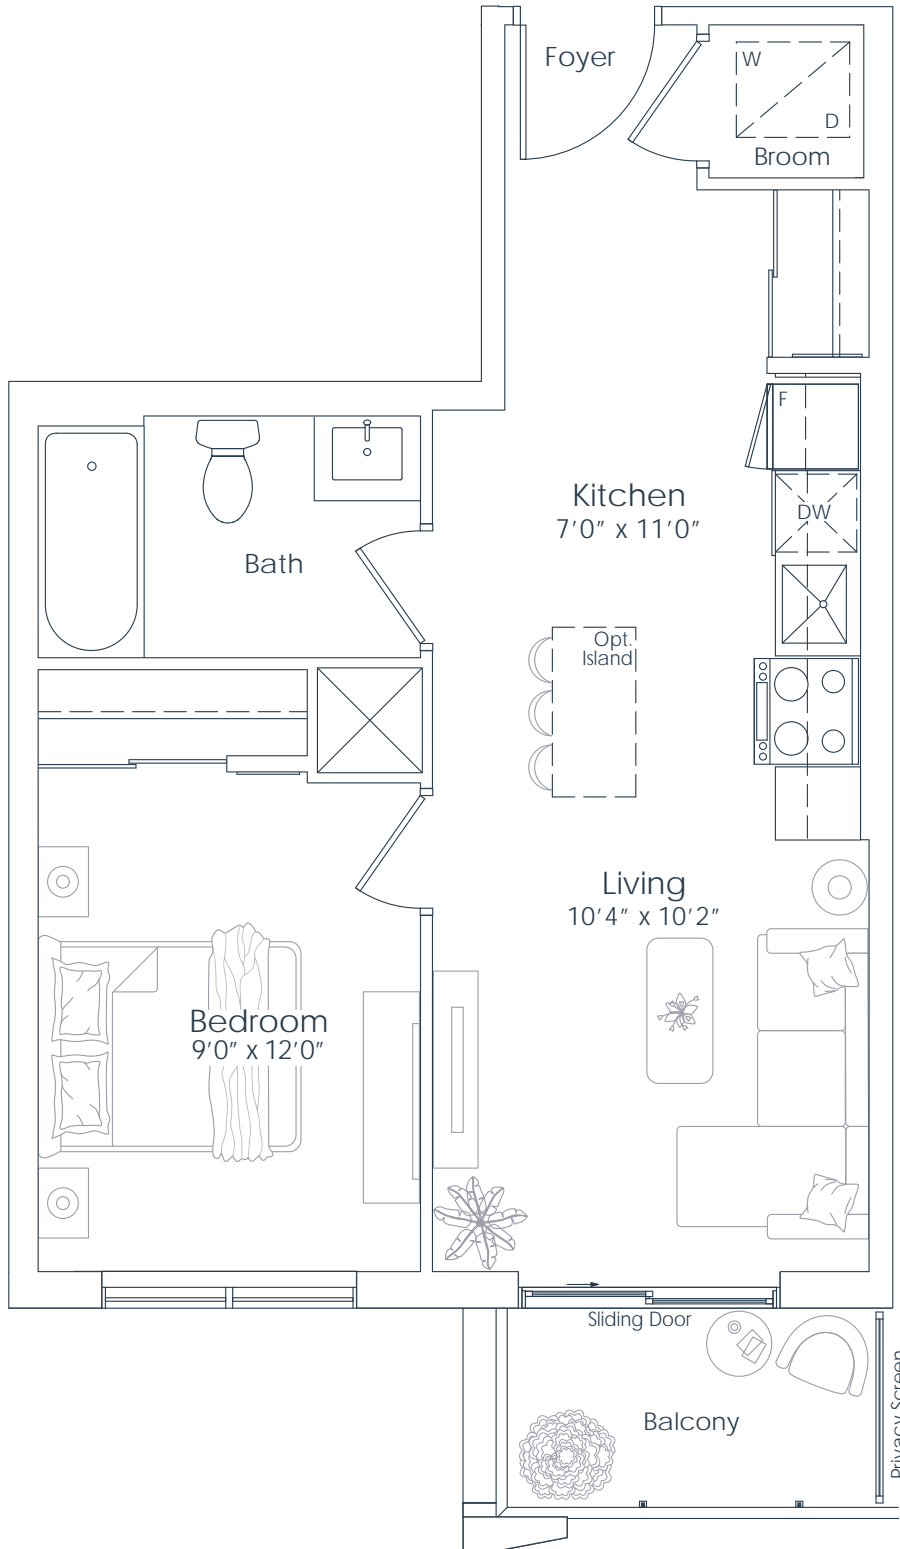 Foyer
W
D
Broom
F
Kitchen
7'0" x 11'0"
DW
Bath
Opt.
Island
Living
10'4" x 10'2"
Bedroom
9'0" x 12'0"
Sliding Door
Privacy Screen
Balcony